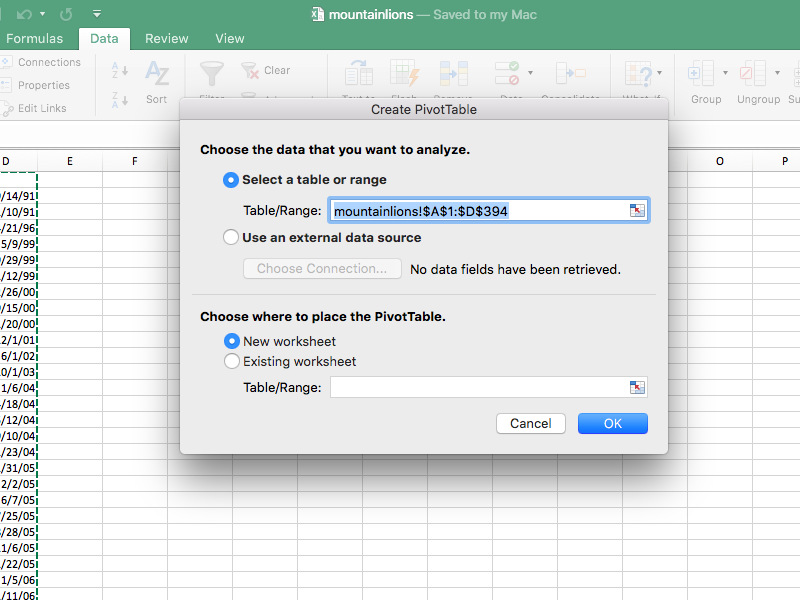 mountainlions — Saved to my Mac
Formulas Data Review View
Connections
Properties
Edit Links
Sort
Clear
Group Ungroup
Create PivotTable
Choose the data that you want to analyze.
Select a table or range
Table/Range: mountainlions!$A$1:$D$394
Use an external data source
Choose Connection... No data fields have been retrieved.
Choose where to place the PivotTable.
New worksheet
Existing worksheet
Table/Range:
Cancel OK
D E F O P
/14/91
/10/91
/21/96
5/9/99
/29/99
/12/99
/26/00
/15/00
/20/00
2/1/01
6/1/02
0/1/03
1/6/04
/18/04
/12/04
/10/04
/23/04
/31/05
2/2/05
6/7/05
/25/05
/28/05
1/6/05
/22/05
1/5/06
/11/06